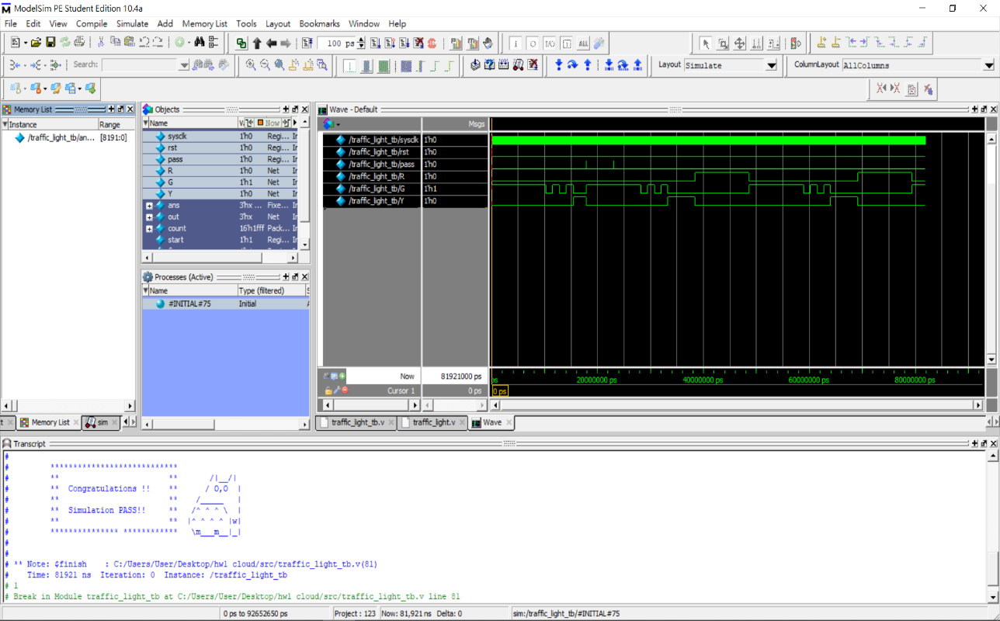 ModelSim PE Student Edition 10.4a
File Edit View Compile Simulate Add Memory List Tools Layout Bookmarks Window Help
100 ps
Search:
Layout Simulate
ColumnLayout AllColumns
Memory List
Instance Range
/traffic_light_tb/an... [8191:0]
Objects
Name Now
sysclk 1'h0 Regi... In
rst 1'h0 Regi... In
pass 1'h0 Regi... In
R 1'h0 Net In
G 1'h1 Net In
Y 1'h0 Net In
ans 3'hx ... Fixe... In
out 3'hx Net In
count 16'h1fff Pack... In
start 1'h1 Regi... In
Processes (Active)
Name Type (filtered) S
#INITIAL#75 Initial A
Wave - Default
Msgs
/traffic_light_tb/sysclk 1'h0
/traffic_light_tb/rst 1'h0
/traffic_light_tb/pass 1'h0
/traffic_light_tb/R 1'h0
/traffic_light_tb/G 1'h1
/traffic_light_tb/Y 1'h0
Now 81921000 ps
Cursor 1 0 ps
ps 20000000 ps 40000000 ps 60000000 ps 80000000 ps
0 ps
t Memory List sim
traffic_light_tb.v traffic_light.v Wave
Transcript
#
# ****************************
# ** ** /|__/|
# ** Congratulations !! ** / O,O |
# ** ** /_____ |
# ** Simulation PASS!! ** /^ ^ ^ \ |
# ** ** |^ ^ ^ ^ |w|
# *************** ************ \m___m__|_|
#
#
# ** Note: $finish : C:/Users/User/Desktop/hw1 cloud/src/traffic_light_tb.v(81)
# Time: 81921 ns Iteration: 0 Instance: /traffic_light_tb
# 1
# Break in Module traffic_light_tb at C:/Users/User/Desktop/hw1 cloud/src/traffic_light_tb.v line 81
0 ps to 92652650 ps Project : 123 Now: 81,921 ns Delta: 0 sim:/traffic_light_tb/#INITIAL#75